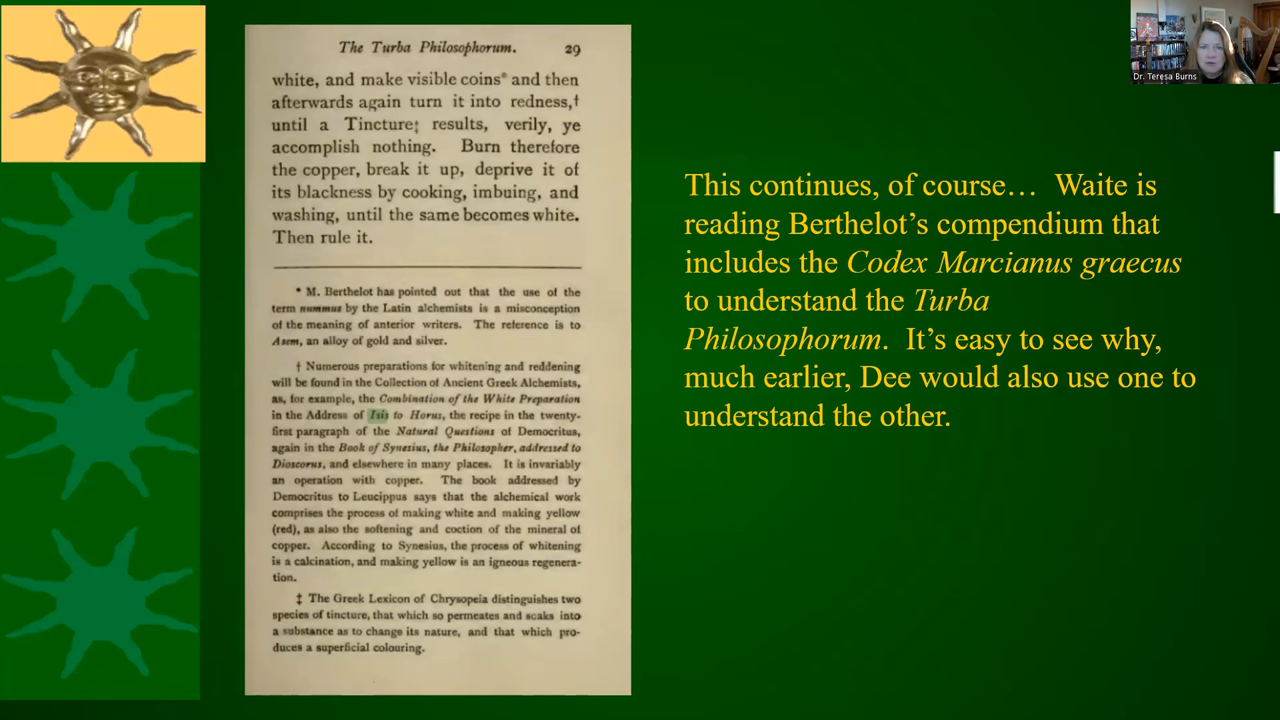 The Turba Philosophorum. 29
white, and make visible coins* and then
afterwards again turn it into redness,†
until a Tincture‡ results, verily, ye
accomplish nothing. Burn therefore
the copper, break it up, deprive it of
its blackness by cooking, imbuing, and
washing, until the same becomes white.
Then rule it.
* M. Berthelot has pointed out that the use of the
term nummus by the Latin alchemists is a misconception
of the meaning of anterior writers. The reference is to
Asem, an alloy of gold and silver.
† Numerous preparations for whitening and reddening
will be found in the Collection of Ancient Greek Alchemists,
as, for example, the Combination of the White Preparation
in the Address of Isis to Horus, the recipe in the twenty-
first paragraph of the Natural Questions of Democritus,
again in the Book of Synesius, the Philosopher, addressed to
Dioscorus, and elsewhere in many places. It is invariably
an operation with copper. The book addressed by
Democritus to Leucippus says that the alchemical work
comprises the process of making white and making yellow
(red), as also the softening and coction of the mineral of
copper. According to Synesius, the process of whitening
is a calcination, and making yellow is an igneous regenera-
tion.
‡ The Greek Lexicon of Chrysopeia distinguishes two
species of tincture, that which so permeates and soaks into
a substance as to change its nature, and that which pro-
duces a superficial colouring.
This continues, of course… Waite is
reading Berthelot’s compendium that
includes the Codex Marcianus graecus
to understand the Turba
Philosophorum. It’s easy to see why,
much earlier, Dee would also use one to
understand the other.
Dr. Teresa Burns